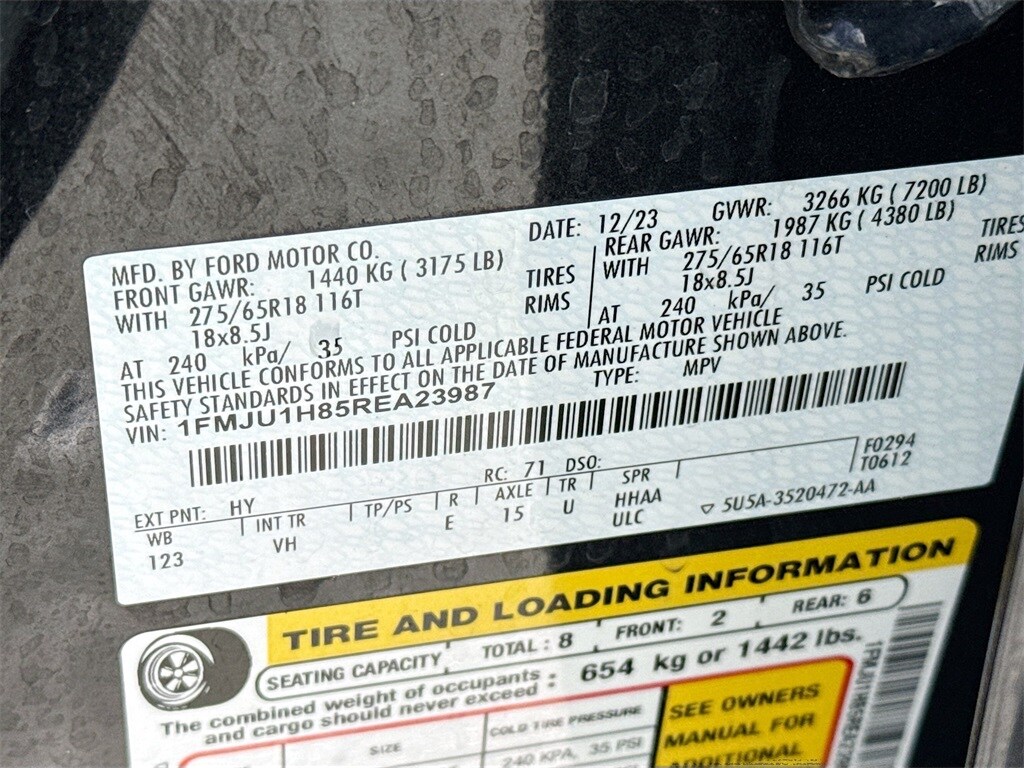 MFD. BY FORD MOTOR CO. DATE: 12/23 GVWR: 3266 KG ( 7200 LB)
FRONT GAWR: 1440 KG ( 3175 LB) REAR GAWR: 1987 KG ( 4380 LB)
WITH 275/65R18 116T TIRES WITH 275/65R18 116T TIRES
18x8.5J RIMS 18x8.5J RIMS
AT 240 kPa/ 35 PSI COLD AT 240 kPa/ 35 PSI COLD
THIS VEHICLE CONFORMS TO ALL APPLICABLE FEDERAL MOTOR VEHICLE
SAFETY STANDARDS IN EFFECT ON THE DATE OF MANUFACTURE SHOWN ABOVE.
VIN: 1FMJU1H85REA23987 TYPE: MPV
EXT PNT: HY RC: 71 DSO: F0294
WB INT TR TP/PS R AXLE TR SPR T0612
123 VH E 15 U HHAA
ULC ▽ 5U5A-3520472-AA
TIRE AND LOADING INFORMATION
SEATING CAPACITY TOTAL : 8 FRONT: 2 REAR: 6
The combined weight of occupants
and cargo should never exceed : 654 kg or 1442 lbs.
SIZE COLD TIRE PRESSURE SEE OWNERS
240 KPA, 35 PSI MANUAL FOR
ADDITIONAL